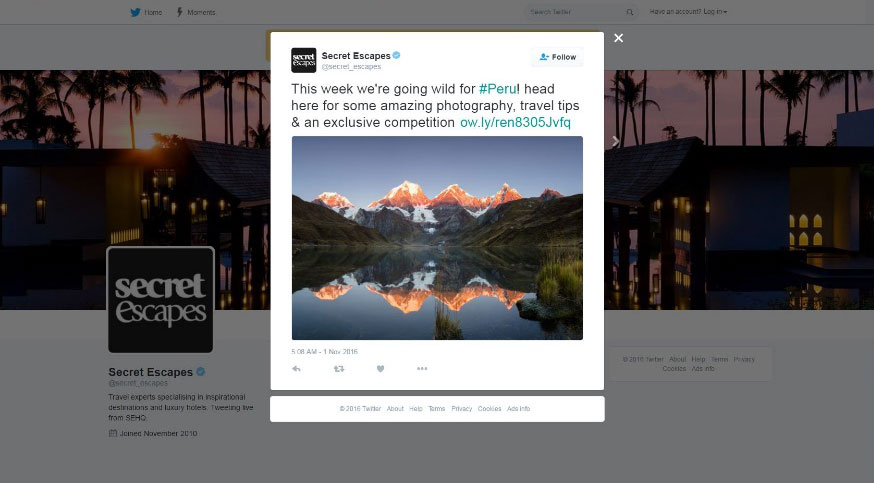 Home Moments
Search Twitter
Have an account? Log in
secret
escapes
Secret Escapes
@secret_escapes
Follow
This week we're going wild for #Peru! head
here for some amazing photography, travel tips
& an exclusive competition ow.ly/ren8305Jvfq
5:08 AM - 1 Nov 2016
© 2016 Twitter About Help Terms Privacy Cookies Ads info
secret
escapes
Secret Escapes
@secret_escapes
Travel experts specialising in inspirational
destinations and luxury hotels. Tweeting live
from SEHQ.
Joined November 2010
© 2016 Twitter About Help Terms Privacy
Cookies Ads info